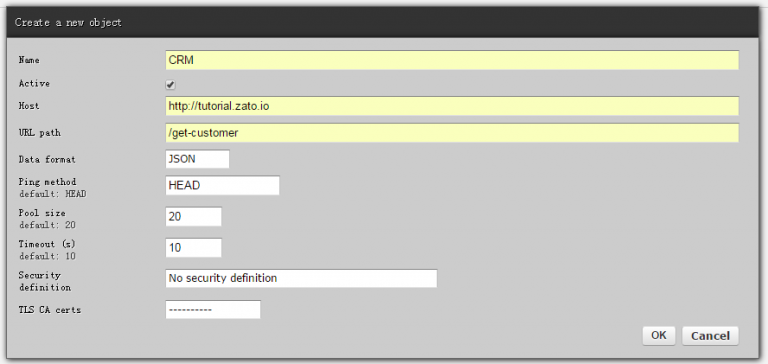 Create a new object
Name CRM
Active
Host http://tutorial.zato.io
URL path /get-customer
Data format JSON
Ping method HEAD
default: HEAD
Pool size 20
default: 20
Timeout (s) 10
default: 10
Security No security definition
definition
TLS CA certs ----------
OK Cancel